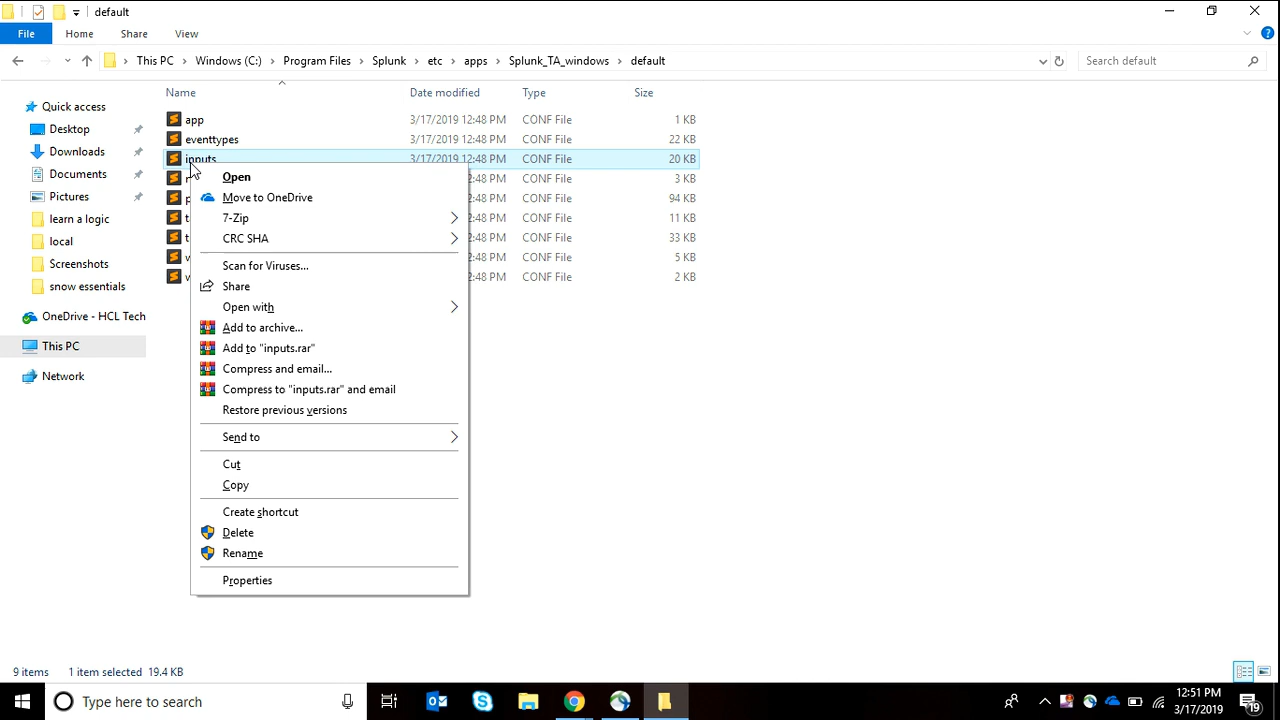 default
File Home Share View
This PC Windows (C:) Program Files Splunk etc apps Splunk_TA_windows default Search default
Name Date modified Type Size
Quick access
Desktop
Downloads
Documents
Pictures
learn a logic
local
Screenshots
snow essentials
OneDrive - HCL Tech
This PC
Network
app 3/17/2019 12:48 PM CONF File 1 KB
eventtypes 3/17/2019 12:48 PM CONF File 22 KB
inputs 3/17/2019 12:48 PM CONF File 20 KB
2:48 PM CONF File 3 KB
2:48 PM CONF File 94 KB
2:48 PM CONF File 11 KB
2:48 PM CONF File 33 KB
2:48 PM CONF File 5 KB
2:48 PM CONF File 2 KB
Open
Move to OneDrive
7-Zip
CRC SHA
Scan for Viruses...
Share
Open with
Add to archive...
Add to "inputs.rar"
Compress and email...
Compress to "inputs.rar" and email
Restore previous versions
Send to
Cut
Copy
Create shortcut
Delete
Rename
Properties
9 items 1 item selected 19.4 KB
Type here to search
12:51 PM
3/17/2019
19